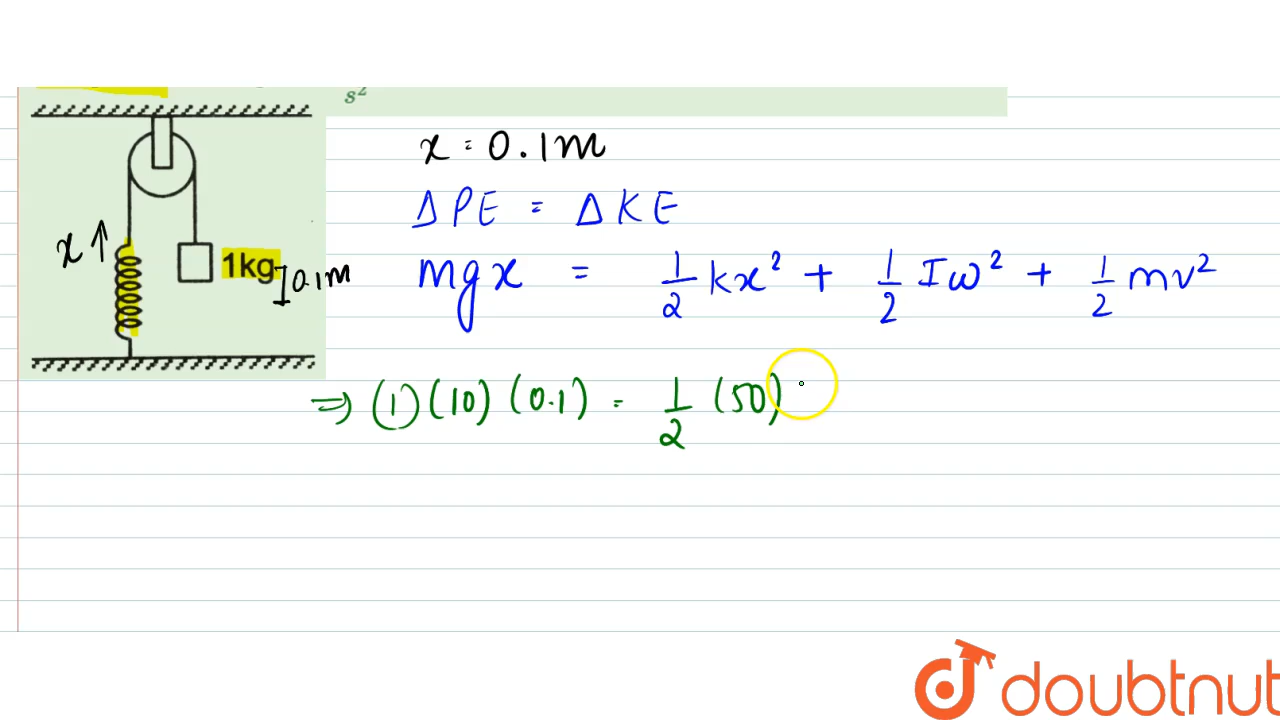 s²
x = 0.1m
ΔPE = ΔKE
x ↑
1kg
0.1m
mgx = 1/2 kx² + 1/2 Iω² + 1/2 mv²
⇒ (1)(10)(0.1) = 1/2 (50)
doubtnut